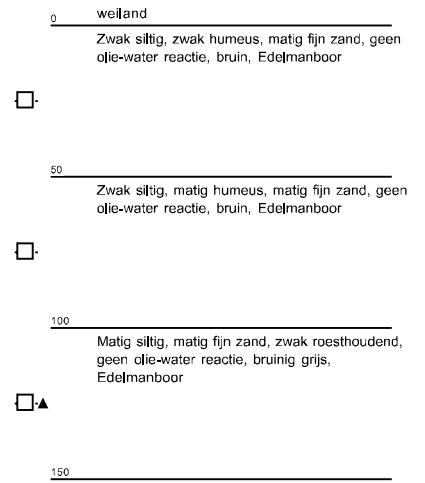 0 weiland
Zwak siltig, zwak humeus, matig fijn zand, geen
olie-water reactie, bruin, Edelmanboor
50
Zwak siltig, matig humeus, matig fijn zand, geen
olie-water reactie, bruin, Edelmanboor
100
Matig siltig, matig fijn zand, zwak roesthoudend,
geen olie-water reactie, bruinig grijs,
Edelmanboor
150